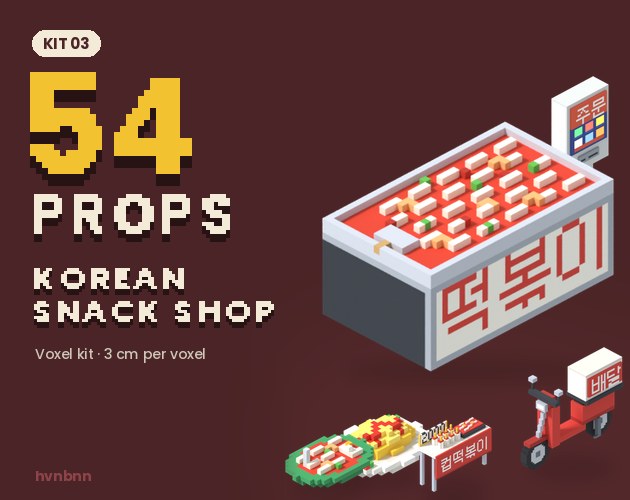 KIT 03
54
PROPS
KOREAN
SNACK SHOP
Voxel kit · 3 cm per voxel
hvnbnn
주문
떡볶이
배달
컵떡볶이